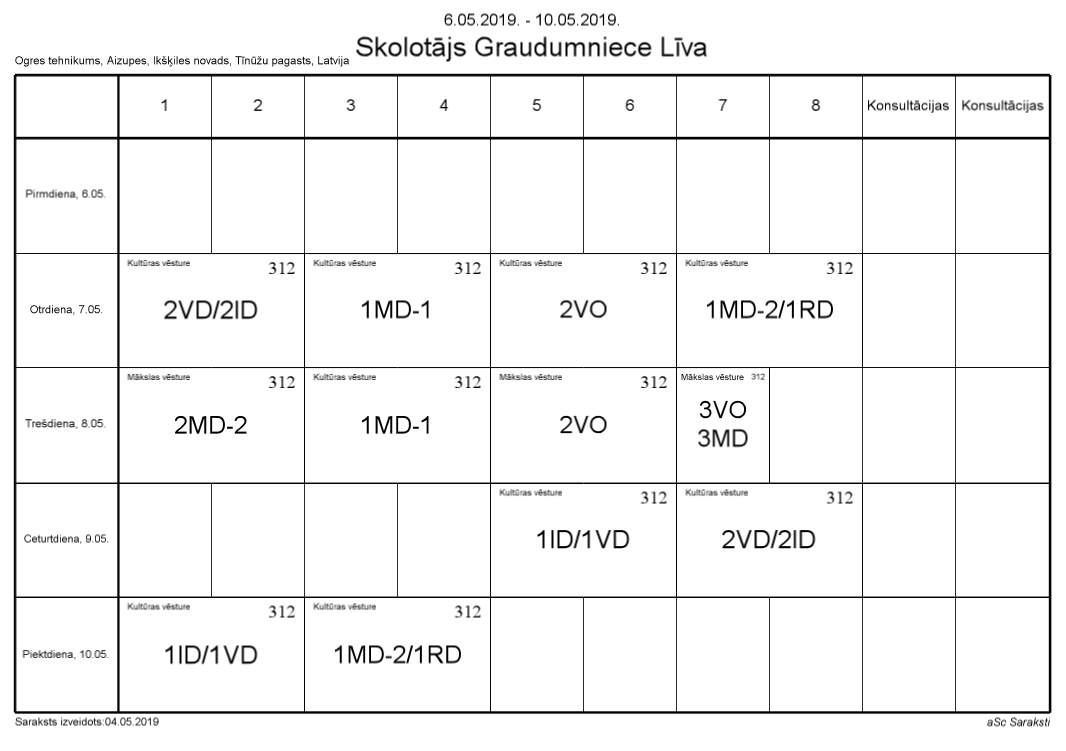 6.05.2019. - 10.05.2019.
Skolotājs Graudumniece Līva
Ogres tehnikums, Aizupes, Ikšķiles novads, Tīnūžu pagasts, Latvija
1 2 3 4 5 6 7 8 Konsultācijas Konsultācijas
Pirmdiena, 6.05.
Kultūras vēsture 312 Kultūras vēsture 312 Kultūras vēsture 312 Kultūras vēsture 312
Otrdiena, 7.05. 2VD/2ID 1MD-1 2VO 1MD-2/1RD
Mākslas vēsture 312 Kultūras vēsture 312 Mākslas vēsture 312 Mākslas vēsture 312
Trešdiena, 8.05. 2MD-2 1MD-1 2VO 3VO
3MD
Kultūras vēsture 312 Kultūras vēsture 312
Ceturtdiena, 9.05. 1ID/1VD 2VD/2ID
Kultūras vēsture 312 Kultūras vēsture 312
Piektdiena, 10.05. 1ID/1VD 1MD-2/1RD
Saraksts izveidots:04.05.2019 aSc Saraksti